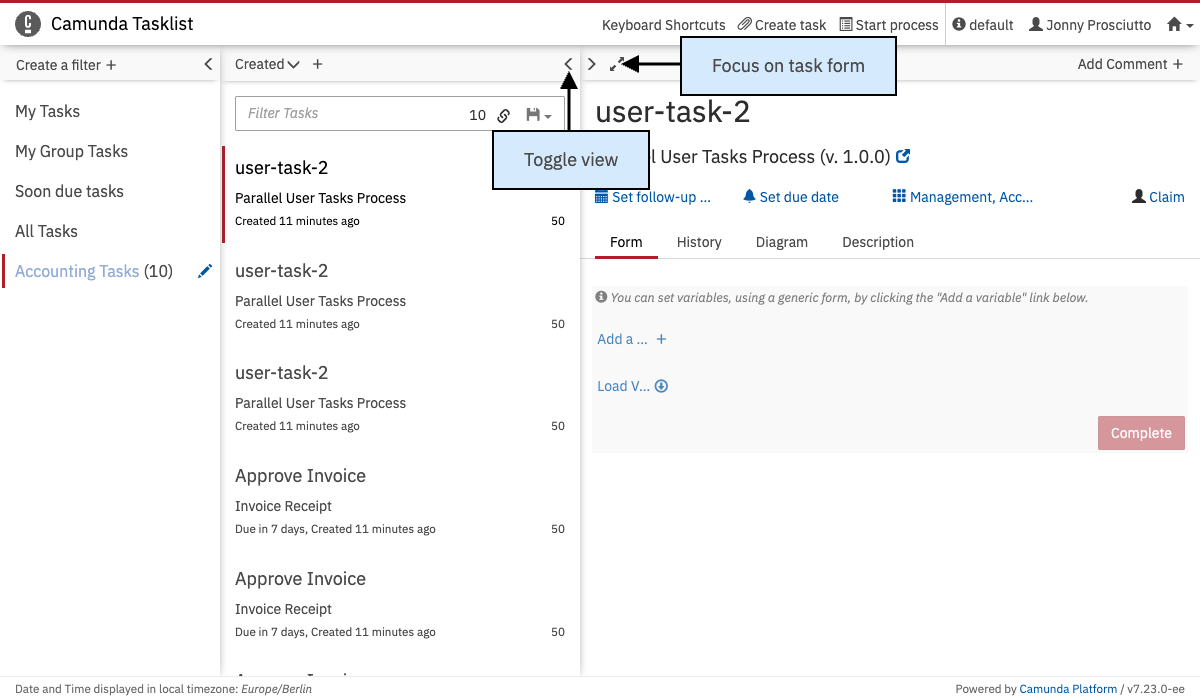 Camunda Tasklist
Keyboard Shortcuts Create task Start process default Jonny Prosciutto
Create a filter +
Created +
Add Comment +
Focus on task form
My Tasks
My Group Tasks
Soon due tasks
All Tasks
Accounting Tasks (10)
Filter Tasks 10
Toggle view
user-task-2
Parallel User Tasks Process
Created 11 minutes ago 50
user-task-2
Parallel User Tasks Process
Created 11 minutes ago 50
user-task-2
Parallel User Tasks Process
Created 11 minutes ago 50
Approve Invoice
Invoice Receipt
Due in 7 days, Created 11 minutes ago 50
Approve Invoice
Invoice Receipt
Due in 7 days, Created 11 minutes ago 50
user-task-2
User Tasks Process (v. 1.0.0)
Set follow-up ... Set due date Management, Acc... Claim
Form History Diagram Description
You can set variables, using a generic form, by clicking the "Add a variable" link below.
Add a ... +
Load V...
Complete
Date and Time displayed in local timezone: Europe/Berlin
Powered by Camunda Platform / v7.23.0-ee